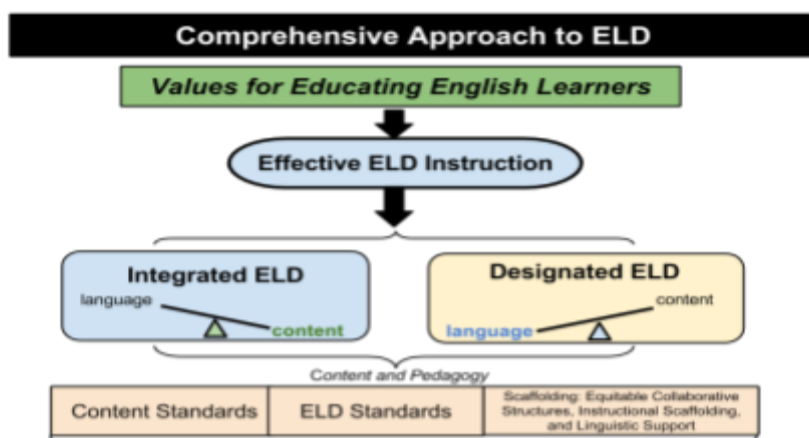 Comprehensive Approach to ELD
Values for Educating English Learners
Effective ELD Instruction
Integrated ELD
language
content
Designated ELD
content
language
Content and Pedagogy
Content Standards
ELD Standards
Scaffolding: Equitable Collaborative
Structures, Instructional Scaffolding,
and Linguistic Support